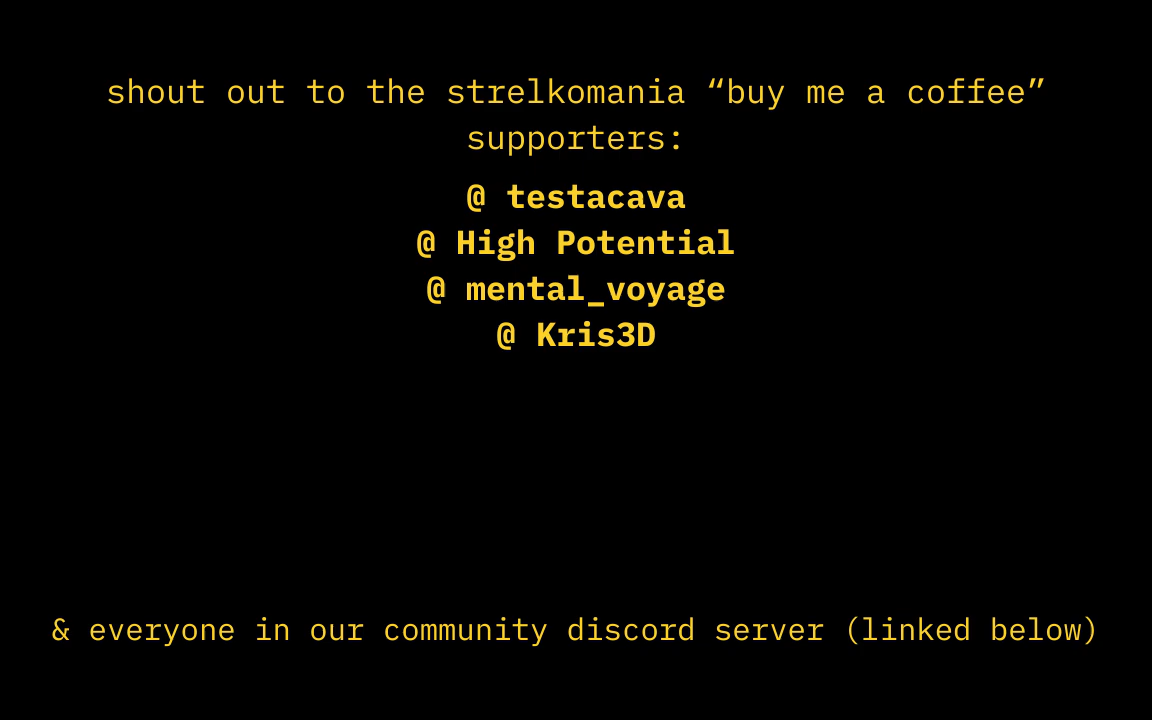 shout out to the strelkomania “buy me a coffee”
supporters:
@ testacava
@ High Potential
@ mental_voyage
@ Kris3D
& everyone in our community discord server (linked below)